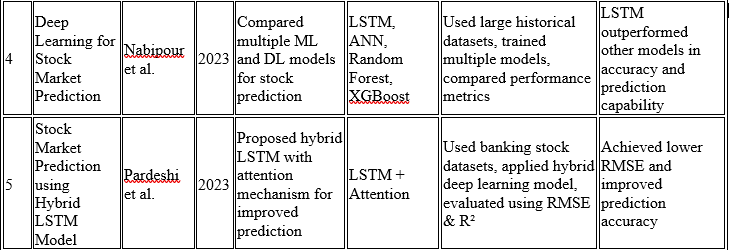 4
Deep
Learning for
Stock
Market
Prediction
Nabipour
et al.
2023
Compared
multiple ML
and DL models
for stock
prediction
LSTM,
ANN,
Random
Forest,
XGBoost
Used large historical
datasets, trained
multiple models,
compared performance
metrics
LSTM
outperformed
other models in
accuracy and
prediction
capability
5
Stock
Market
Prediction
using
Hybrid
LSTM
Model
Pardeshi
et al.
2023
Proposed hybrid
LSTM with
attention
mechanism for
improved
prediction
LSTM +
Attention
Used banking stock
datasets, applied hybrid
deep learning model,
evaluated using RMSE
& R²
Achieved lower
RMSE and
improved
prediction
accuracy